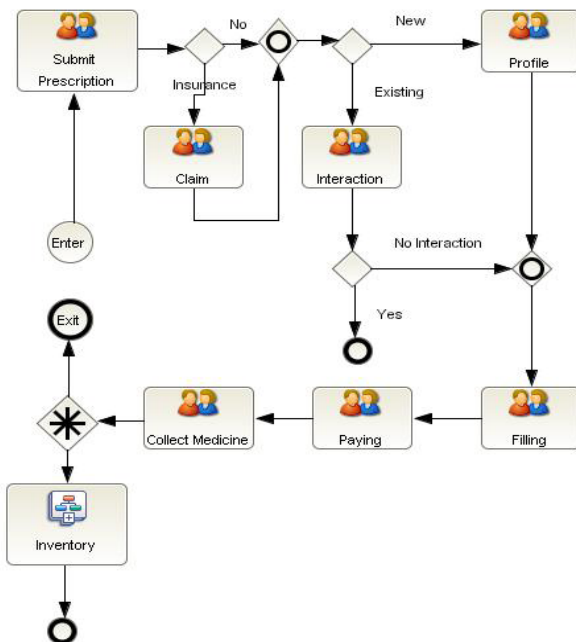 No
New
Submit
Prescription
Profile
Insurance
Existing
Claim
Interaction
Enter
No Interaction
Yes
Exit
Collect Medicine
Paying
Filling
Inventory